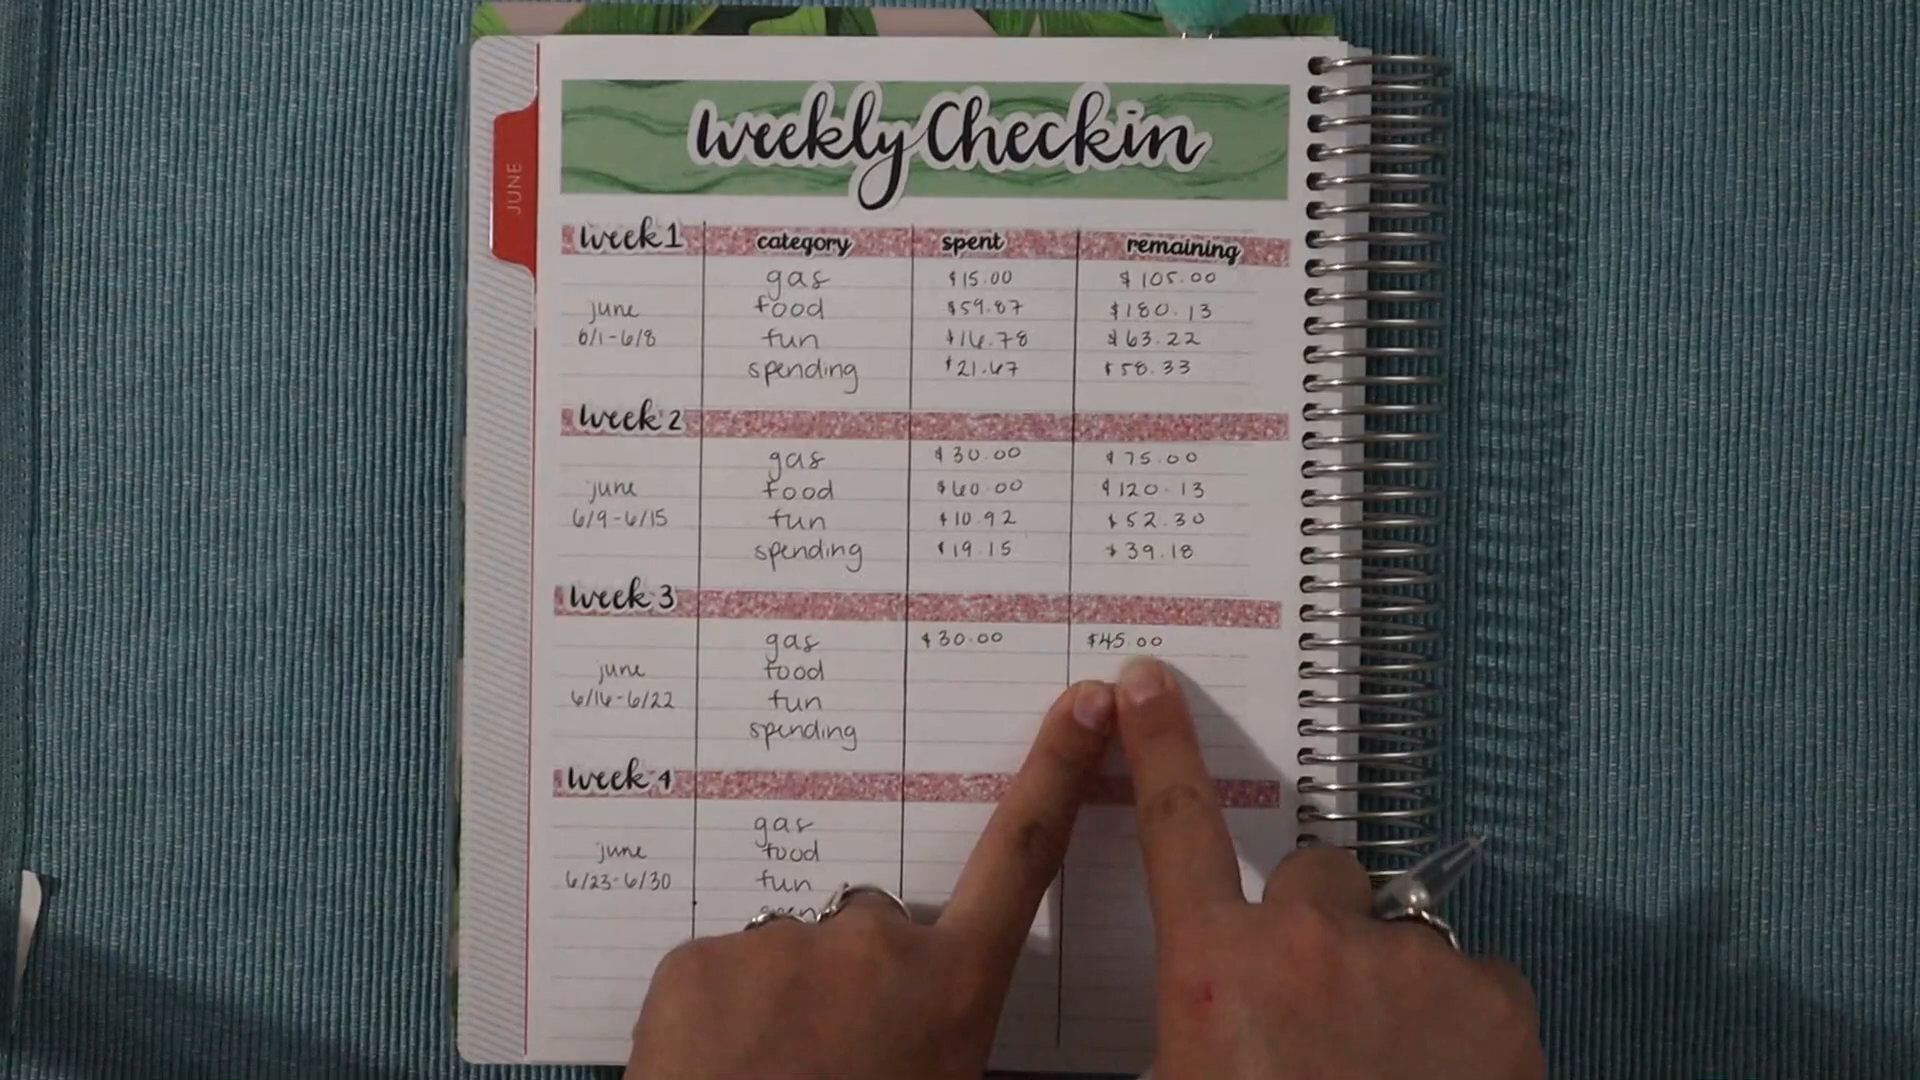 JUNE
Weekly Checkin
Week 1 category spent remaining
gas $15.00 $105.00
june food $59.87 $180.13
6/1-6/8 fun $16.78 $63.22
spending $21.67 $58.33
Week 2
gas $30.00 $75.00
june food $60.00 $120.13
6/9-6/15 fun $10.92 $52.30
spending $19.15 $39.18
Week 3
gas $30.00 $45.00
june food
6/16-6/22 fun
spending
Week 4
gas
june food
6/23-6/30 fun